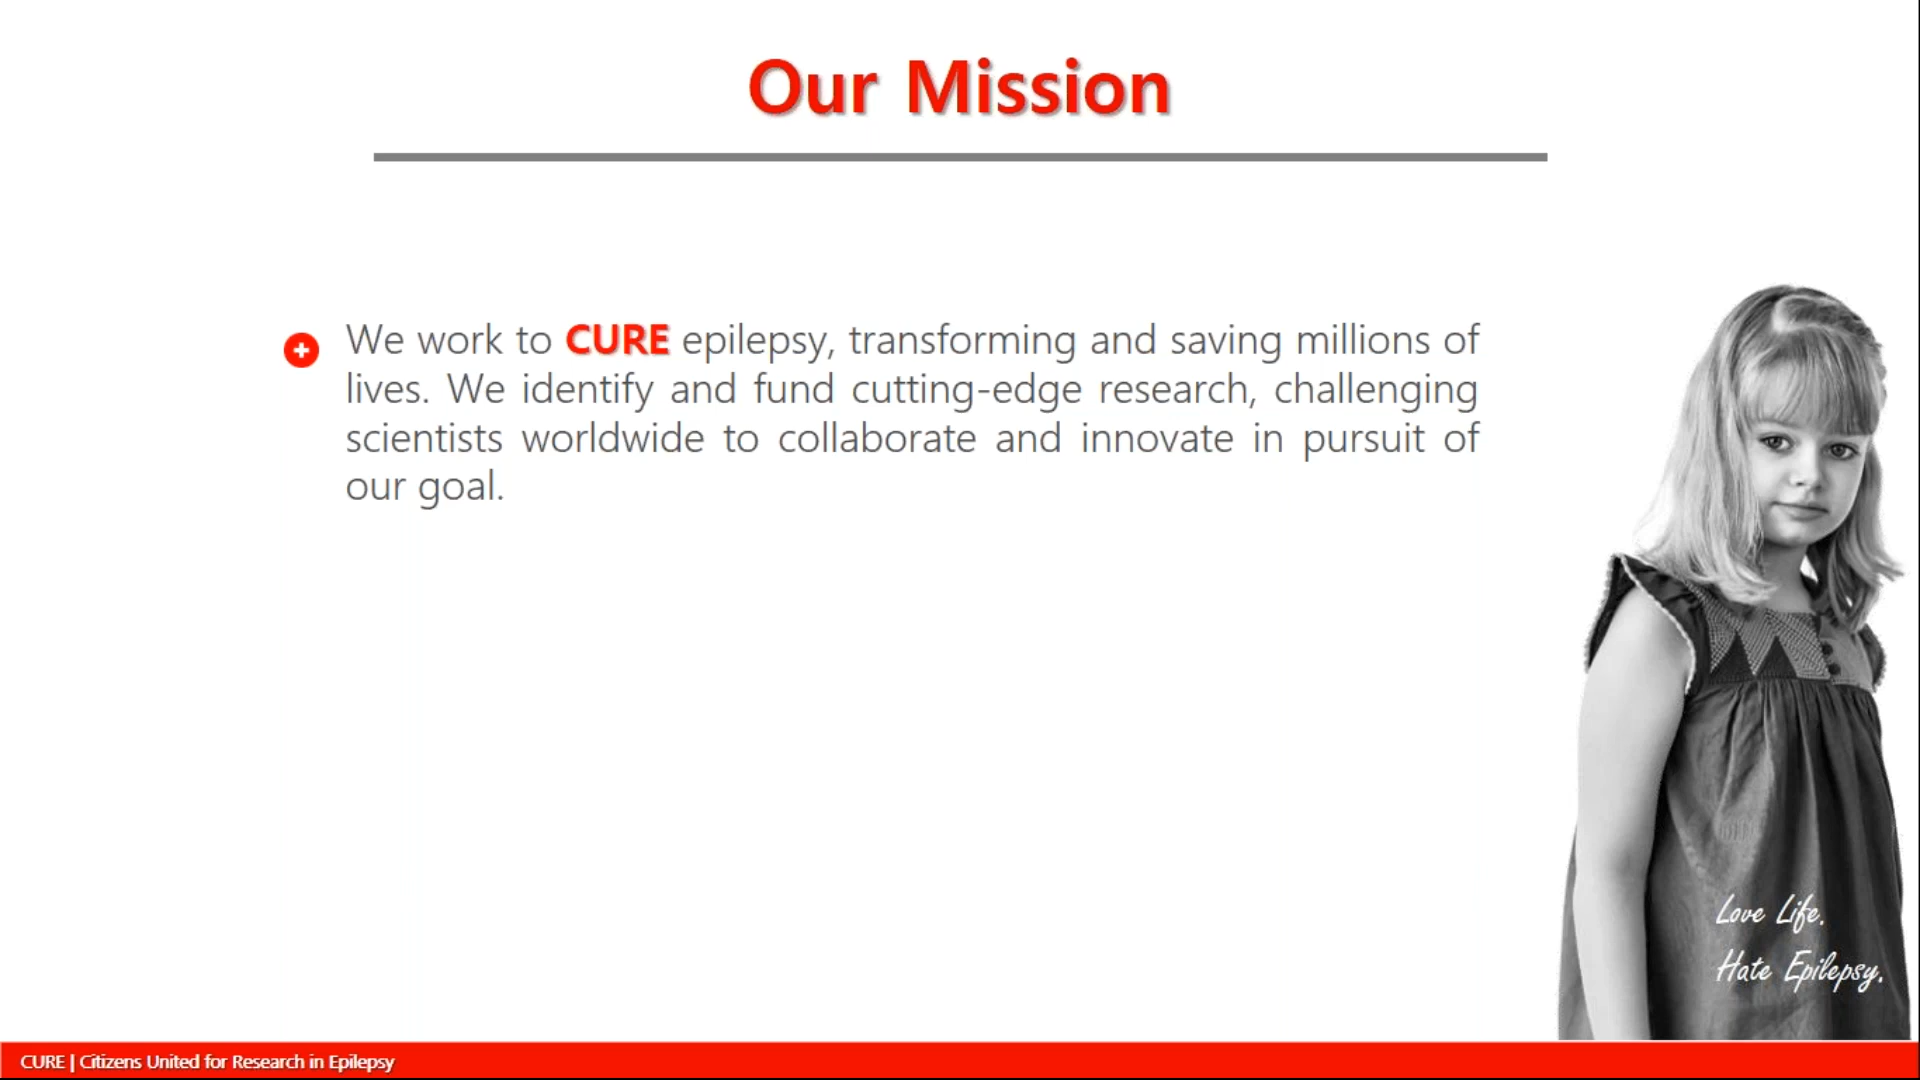 Our Mission
We work to CURE epilepsy, transforming and saving millions of
lives. We identify and fund cutting-edge research, challenging
scientists worldwide to collaborate and innovate in pursuit of
our goal.
Love Life.
Hate Epilepsy.
CURE | Citizens United for Research in Epilepsy